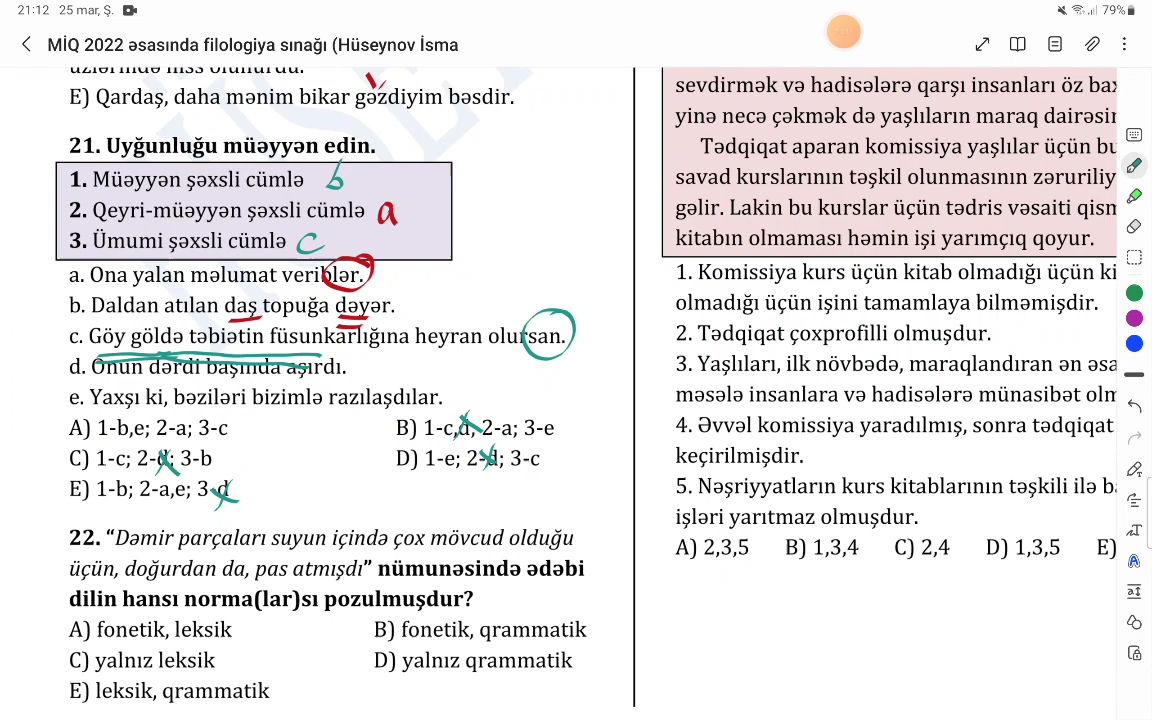 21:12 25 mar, Ş. 79%
MİQ 2022 əsasında filologiya sınağı (Hüseynov İsma
üzlərində hiss olunurdu.
E) Qardaş, daha mənim bikar gəzdiyim bəsdir.
21. Uyğunluğu müəyyən edin.
1. Müəyyən şəxsli cümlə b
2. Qeyri-müəyyən şəxsli cümlə a
3. Ümumi şəxsli cümlə c
a. Ona yalan məlumat veriblər.
b. Daldan atılan daş topuğa dəyər.
c. Göy göldə təbiətin füsunkarlığına heyran olursan.
d. Onun dərdi başından aşırdı.
e. Yaxşı ki, bəziləri bizimlə razılaşdılar.
A) 1-b,e; 2-a; 3-c B) 1-c,d; 2-a; 3-e
C) 1-c; 2-d; 3-b D) 1-e; 2-d; 3-c
E) 1-b; 2-a,e; 3-d
22. “Dəmir parçaları suyun içində çox mövcud olduğu
üçün, doğurdan da, pas atmışdı” nümunəsində ədəbi
dilin hansı norma(lar)sı pozulmuşdur?
A) fonetik, leksik B) fonetik, qrammatik
C) yalnız leksik D) yalnız qrammatik
E) leksik, qrammatik
sevdirmək və hadisələrə qarşı insanları öz bax
yinə necə çəkmək də yaşlıların maraq dairəsin
Tədqiqat aparan komissiya yaşlılar üçün bu
savad kurslarının təşkil olunmasının zəruriliy
gəlir. Lakin bu kurslar üçün tədris vəsaiti qism
kitabın olmaması həmin işi yarımçıq qoyur.
1. Komissiya kurs üçün kitab olmadığı üçün ki
olmadığı üçün işini tamamlaya bilməmişdir.
2. Tədqiqat çoxprofilli olmuşdur.
3. Yaşlıları, ilk növbədə, maraqlandıran ən əsa
məsələ insanlara və hadisələrə münasibət olm
4. Əvvəl komissiya yaradılmış, sonra tədqiqat
keçirilmişdir.
5. Nəşriyyatların kurs kitablarının təşkili ilə ba
işləri yarıtmaz olmuşdur.
A) 2,3,5 B) 1,3,4 C) 2,4 D) 1,3,5 E)